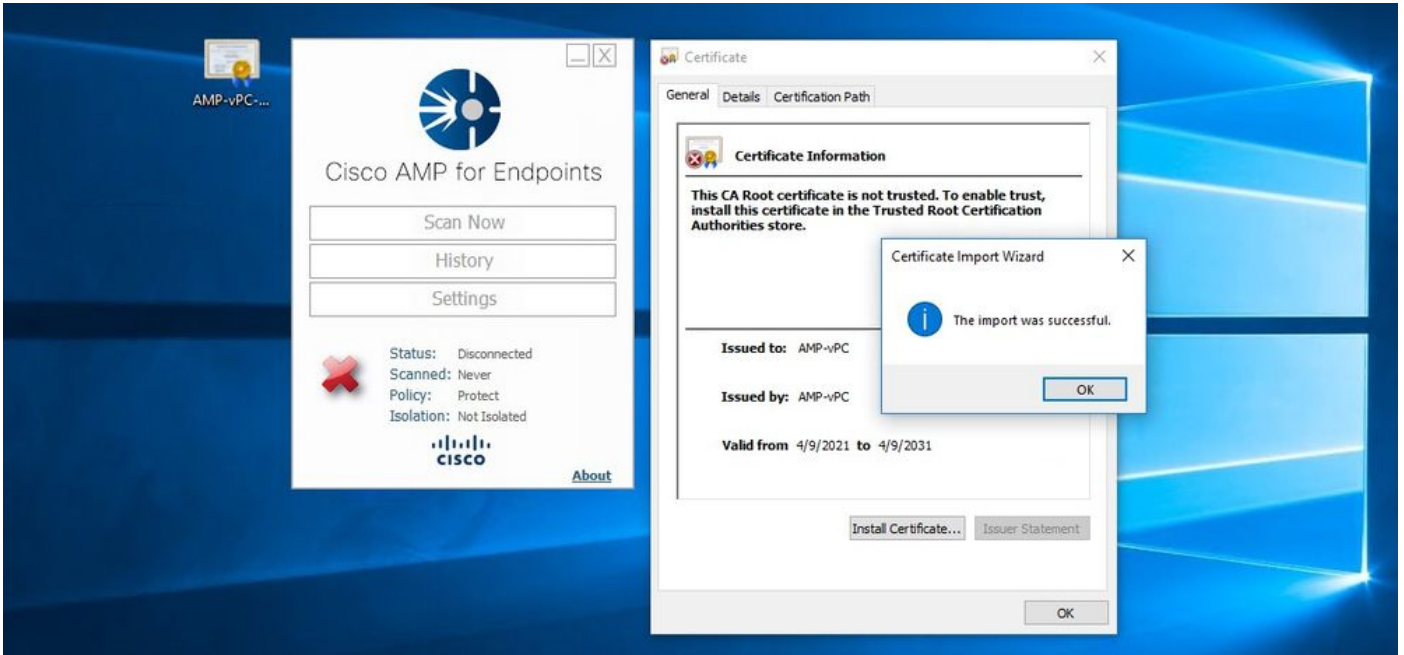 AMP-vPC-...
Cisco AMP for Endpoints
Scan Now
History
Settings
Status: Disconnected
Scanned: Never
Policy: Protect
Isolation: Not Isolated
CISCO
About
Certificate
General Details Certification Path
Certificate Information
This CA Root certificate is not trusted. To enable trust,
install this certificate in the Trusted Root Certification
Authorities store.
Issued to: AMP-vPC
Issued by: AMP-vPC
Valid from 4/9/2021 to 4/9/2031
Install Certificate... Issuer Statement
OK
Certificate Import Wizard
The import was successful.
OK